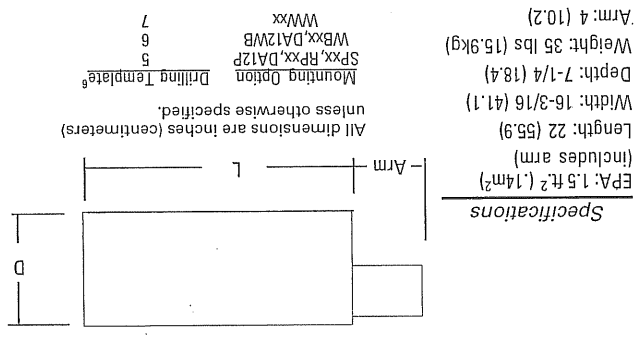 Specifications
EPA: 1.5 ft.² (.14m²)
(includes arm)
Length: 22 (55.9)
Width: 16-3/16 (41.1)
Depth: 7-1/4 (18.4)
Weight: 35 lbs (15.9kg)
Arm: 4 (10.2)
D
Arm
L
All dimensions are inches (centimeters)
unless otherwise specified.
Mounting Option Drilling Template⁶
SPxx,RPxx,DA12P 5
WBxx,DA12WB 6
WWxx 7